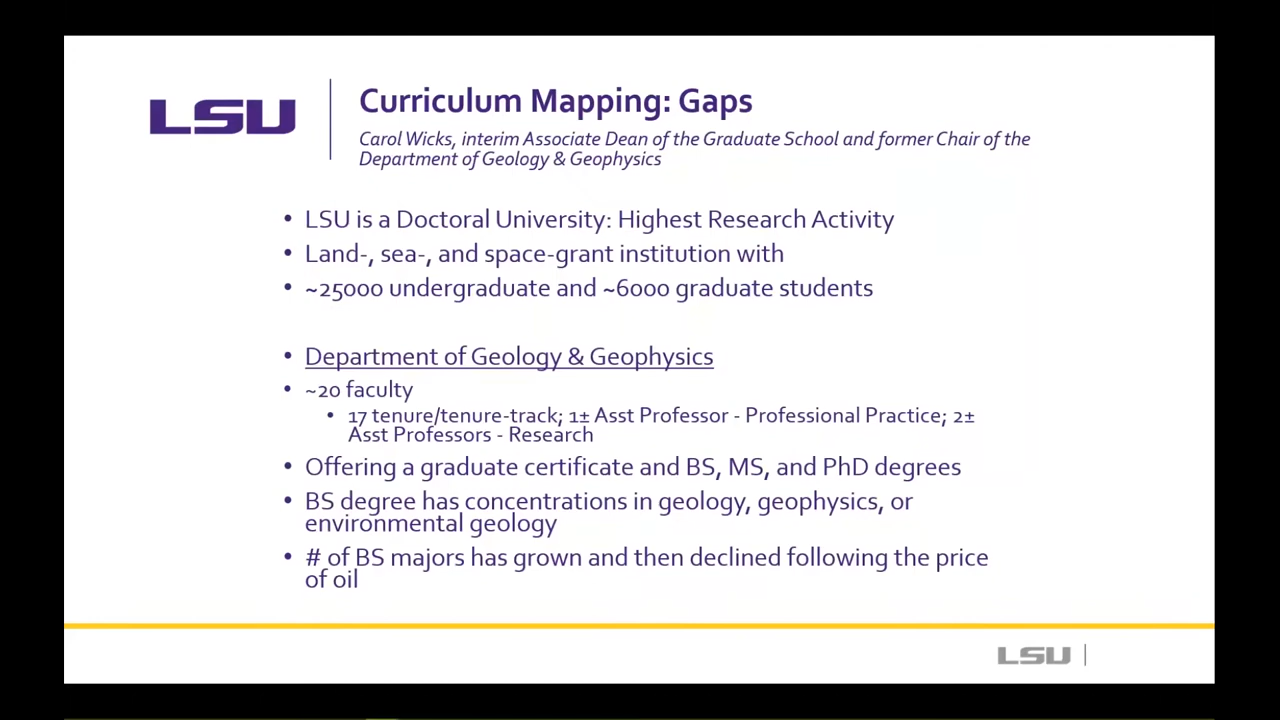 LSU
Curriculum Mapping: Gaps
Carol Wicks, interim Associate Dean of the Graduate School and former Chair of the
Department of Geology & Geophysics
• LSU is a Doctoral University: Highest Research Activity
• Land-, sea-, and space-grant institution with
• ~25000 undergraduate and ~6000 graduate students
• Department of Geology & Geophysics
• ~20 faculty
• 17 tenure/tenure-track; 1± Asst Professor - Professional Practice; 2±
Asst Professors - Research
• Offering a graduate certificate and BS, MS, and PhD degrees
• BS degree has concentrations in geology, geophysics, or
environmental geology
• # of BS majors has grown and then declined following the price
of oil
LSU